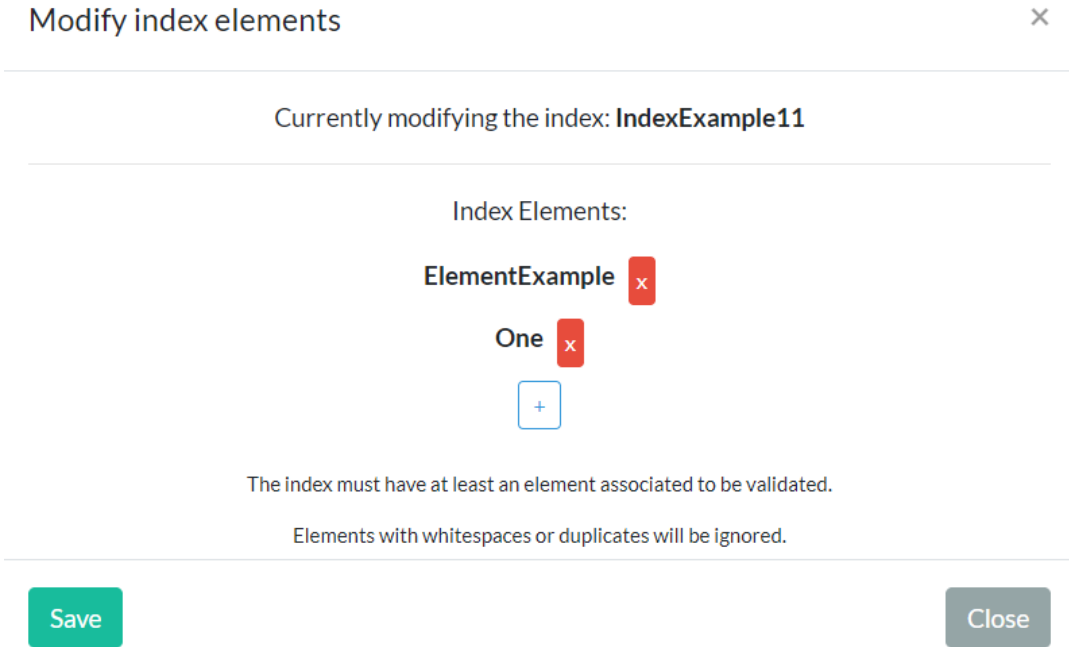 Modify index elements ×
Currently modifying the index: IndexExample11
Index Elements:
ElementExample x
One x
+
The index must have at least an element associated to be validated.
Elements with whitespaces or duplicates will be ignored.
Save Close